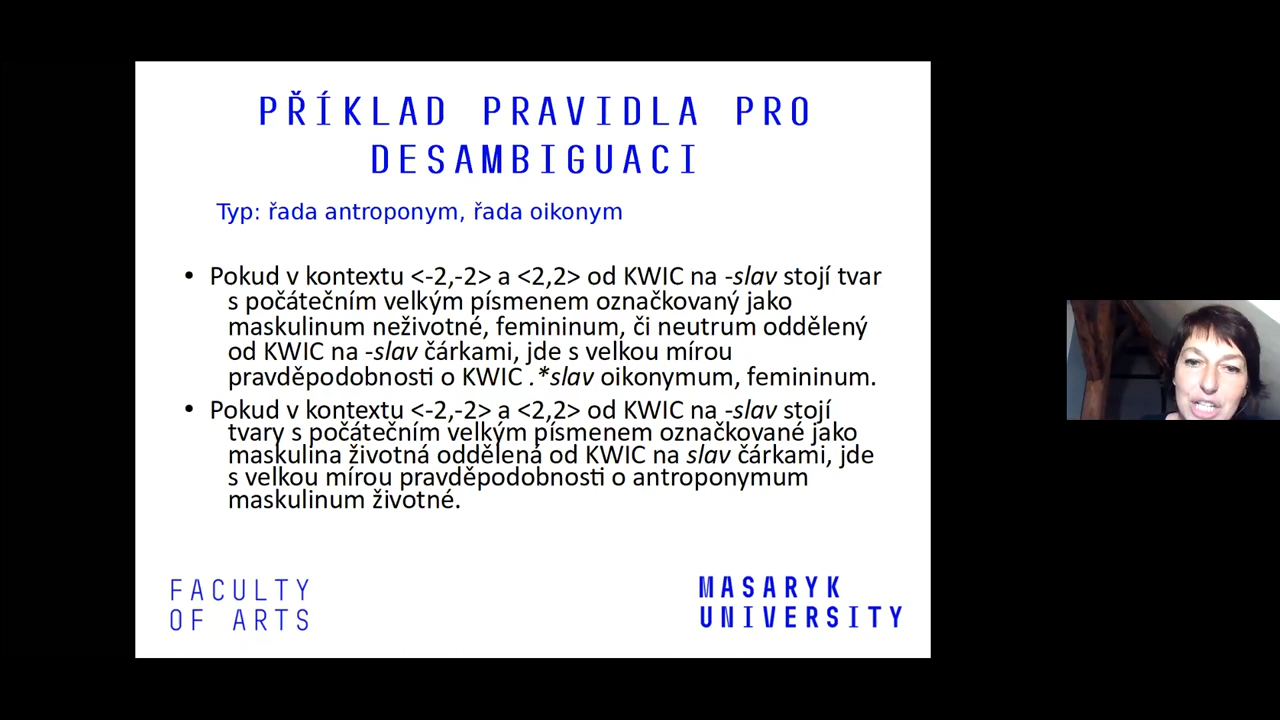 PŘÍKLAD PRAVIDLA PRO
DESAMBIGUACI
Typ: řada antroponym, řada oikonym
• Pokud v kontextu <-2,-2> a <2,2> od KWIC na -slav stojí tvar
s počátečním velkým písmenem označkovaný jako
maskulinum neživotné, femininum, či neutrum oddělený
od KWIC na -slav čárkami, jde s velkou mírou
pravděpodobnosti o KWIC .*slav oikonymum, femininum.
• Pokud v kontextu <-2,-2> a <2,2> od KWIC na -slav stojí
tvary s počátečním velkým písmenem označkované jako
maskulina životná oddělená od KWIC na slav čárkami, jde
s velkou mírou pravděpodobnosti o antroponymum
maskulinum životné.
FACULTY
OF ARTS
MASARYK
UNIVERSITY